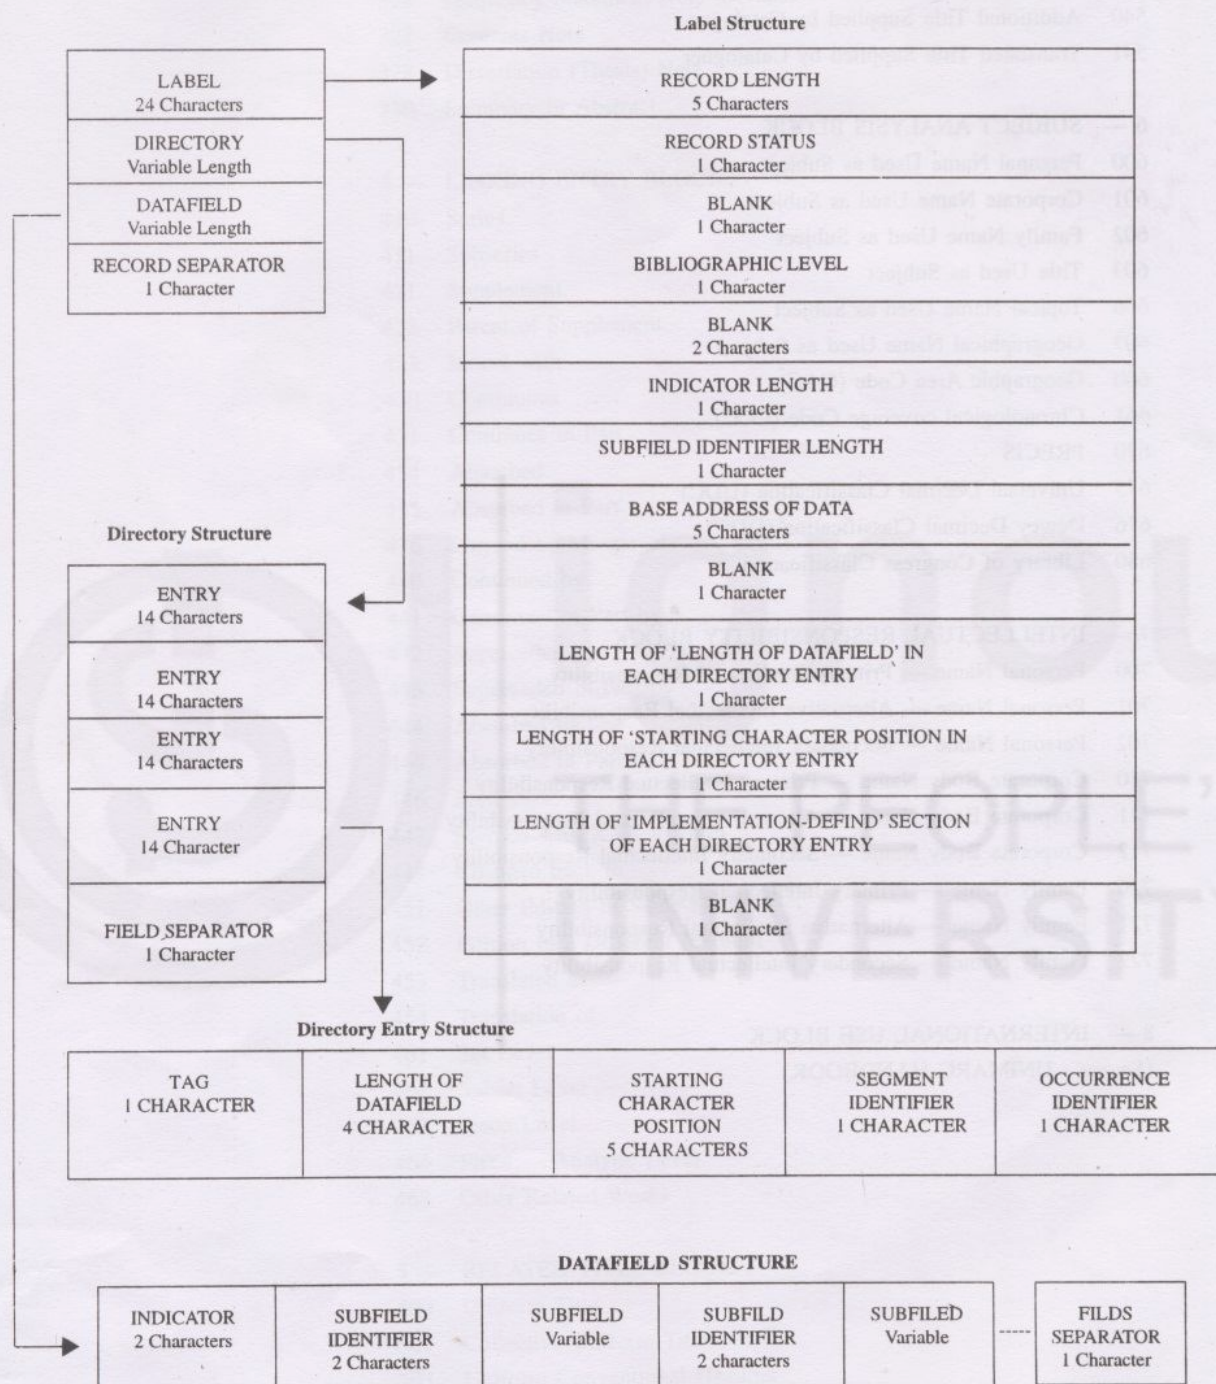 Label Structure
LABEL
24 Characters
DIRECTORY
Variable Length
DATAFIELD
Variable Length
RECORD SEPARATOR
1 Character
RECORD LENGTH
5 Characters
RECORD STATUS
1 Character
BLANK
1 Character
BIBLIOGRAPHIC LEVEL
1 Character
BLANK
2 Characters
INDICATOR LENGTH
1 Character
SUBFIELD IDENTIFIER LENGTH
1 Character
BASE ADDRESS OF DATA
5 Characters
BLANK
1 Character
LENGTH OF 'LENGTH OF DATAFIELD' IN
EACH DIRECTORY ENTRY
1 Character
LENGTH OF 'STARTING CHARACTER POSITION IN
EACH DIRECTORY ENTRY
1 Character
LENGTH OF 'IMPLEMENTATION-DEFIND' SECTION
OF EACH DIRECTORY ENTRY
1 Character
BLANK
1 Character
Directory Structure
ENTRY
14 Characters
ENTRY
14 Characters
ENTRY
14 Characters
ENTRY
14 Character
FIELD SEPARATOR
1 Character
Directory Entry Structure
TAG
1 CHARACTER
LENGTH OF
DATAFIELD
4 CHARACTER
STARTING
CHARACTER
POSITION
5 CHARACTERS
SEGMENT
IDENTIFIER
1 CHARACTER
OCCURRENCE
IDENTIFIER
1 CHARACTER
DATAFIELD STRUCTURE
INDICATOR
2 Characters
SUBFIELD
IDENTIFIER
2 Characters
SUBFIELD
Variable
SUBFILD
IDENTIFIER
2 characters
SUBFILED
Variable
FILDS
SEPARATOR
1 Character
ignou
THE PEOPLE'
UNIVERSIT